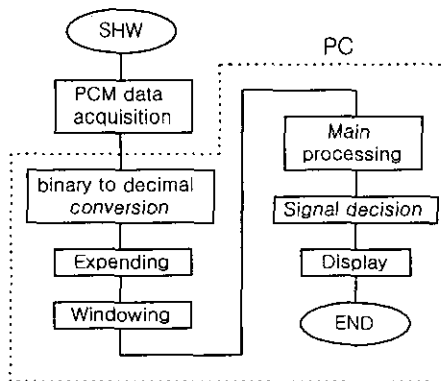 SHW
PC
PCM data
acquisition
binary to decimal
conversion
Expending
Windowing
Main
processing
Signal decision
Display
END